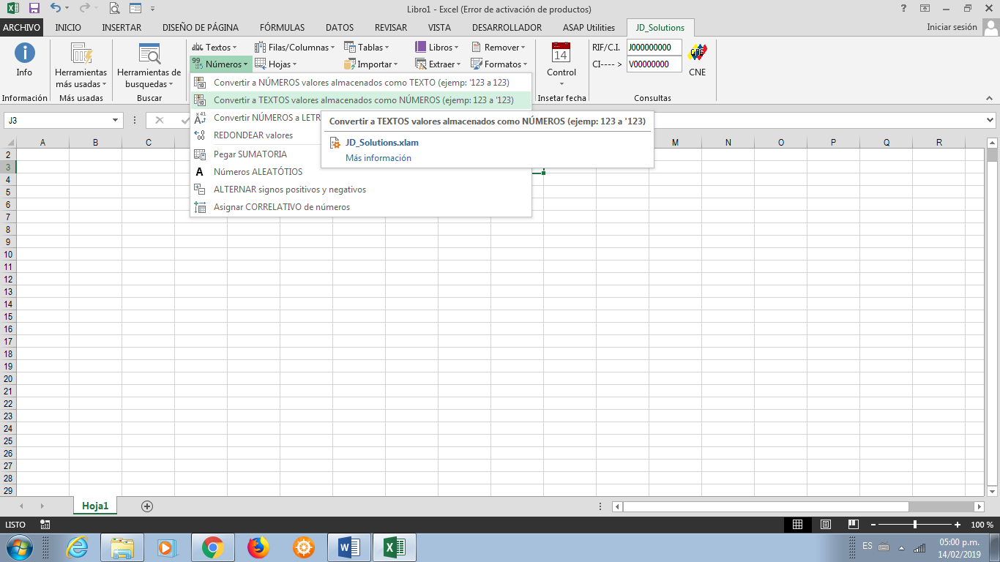 Libro1 - Excel (Error de activación de productos)
ARCHIVO INICIO INSERTAR DISEÑO DE PÁGINA FÓRMULAS DATOS REVISAR VISTA DESARROLLADOR ASAP Utilities JD_Solutions Iniciar sesión
Info
Información
Herramientas
más usadas
Más usadas
Herramientas de
busquedas
Buscar
Textos Filas/Columnas Tablas Libros Remover
Números Hojas Importar Extraer Formatos
14
Control
Insetar fecha
RIF/C.I. J000000000
CI---- > V00000000
CNE
Consultas
Convertir a NÚMEROS valores almacenados como TEXTO (ejemp: '123 a 123)
Convertir a TEXTOS valores almacenados como NÚMEROS (ejemp: 123 a '123)
Convertir NÚMEROS a LETR
REDONDEAR valores
Pegar SUMATORIA
Números ALEATÓTIOS
ALTERNAR signos positivos y negativos
Asignar CORRELATIVO de números
Convertir a TEXTOS valores almacenados como NÚMEROS (ejemp: 123 a '123)
JD_Solutions.xlam
Más información
J3
A B C M N O P Q R
2
3
4
5
6
7
8
9
10
11
12
13
14
15
16
17
18
19
20
21
22
23
24
25
26
27
28
29
Hoja1
LISTO 100 %
ES 05:00 p.m.
14/02/2019